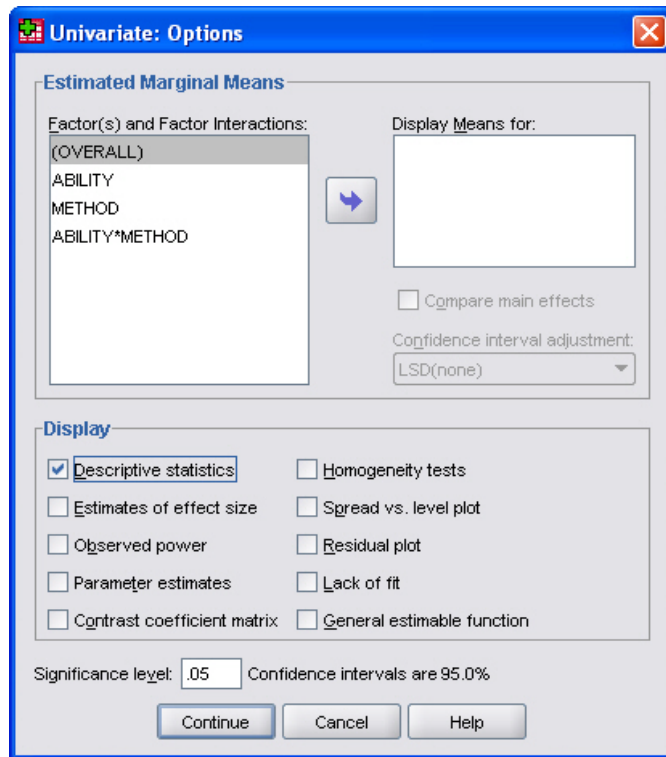 Univariate: Options
Estimated Marginal Means
Factor(s) and Factor Interactions:
(OVERALL)
ABILITY
METHOD
ABILITY*METHOD
Display Means for:
Compare main effects
Confidence interval adjustment:
LSD(none)
Display
Descriptive statistics
Homogeneity tests
Estimates of effect size
Spread vs. level plot
Observed power
Residual plot
Parameter estimates
Lack of fit
Contrast coefficient matrix
General estimable function
Significance level: .05 Confidence intervals are 95.0%
Continue
Cancel
Help